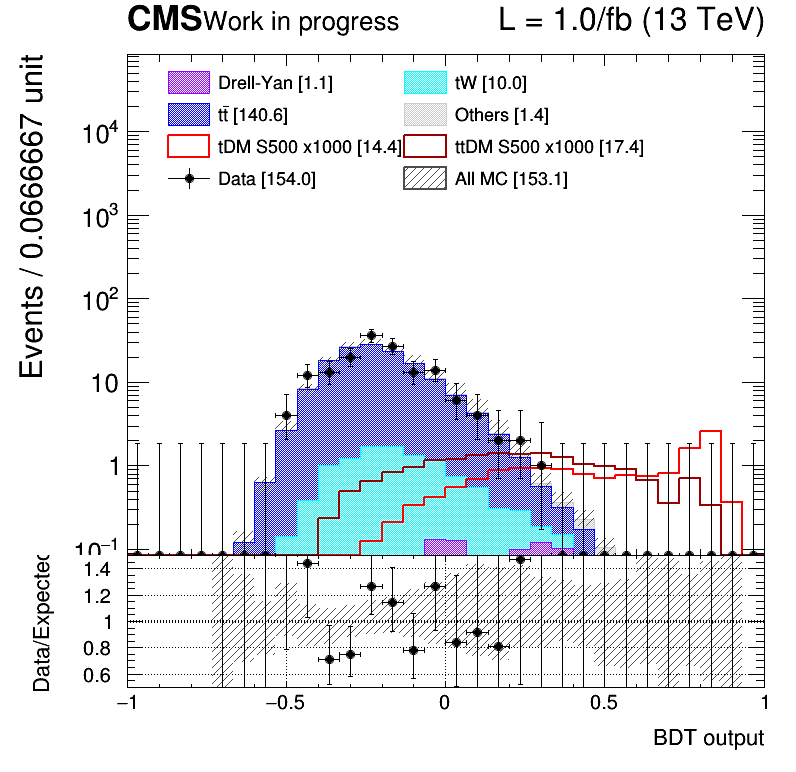 CMS Work in progress L = 1.0/fb (13 TeV)
Events / 0.0666667 unit
Drell-Yan [1.1] tW [10.0]
tt̄ [140.6] Others [1.4]
tDM S500 x1000 [14.4] ttDM S500 x1000 [17.4]
Data [154.0] All MC [153.1]
10⁴
10³
10²
10
1
10⁻¹
Data/Expected
1.4
1.2
1
0.8
0.6
−1 −0.5 0 0.5 1
BDT output